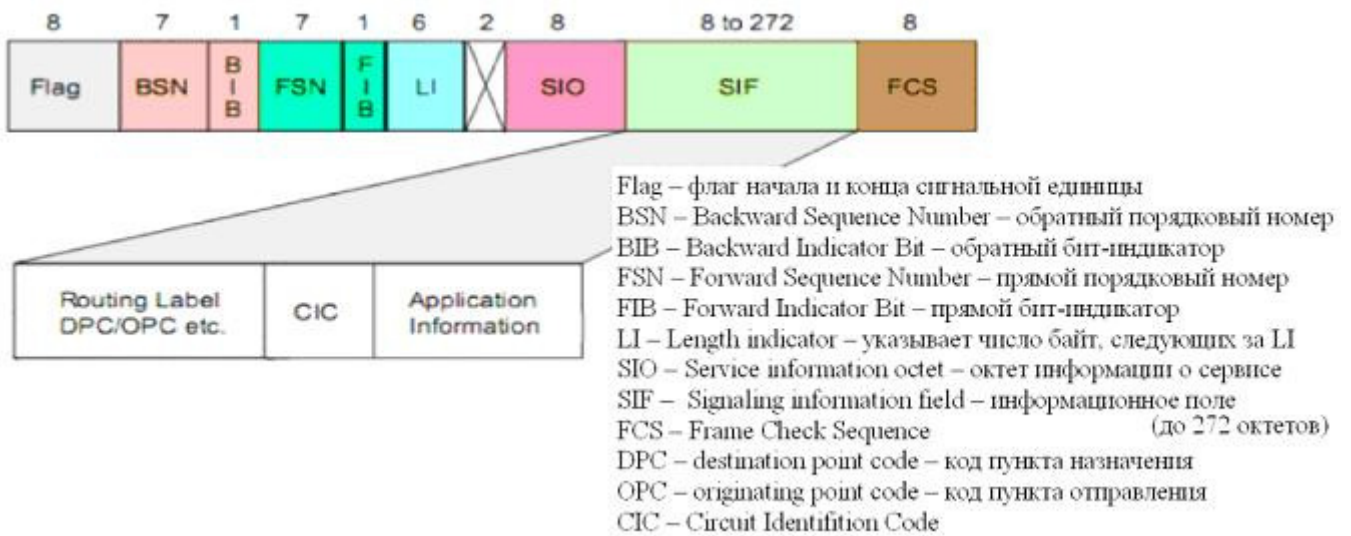 8 7 1 7 1 6 2 8 8 to 272 8
Flag BSN BIB FSN FIB LI SIO SIF FCS
Routing Label
DPC/OPC etc.
CIC
Application
Information
Flag – флаг начала и конца сигнальной единицы
BSN – Backward Sequence Number – обратный порядковый номер
BIB – Backward Indicator Bit – обратный бит-индикатор
FSN – Forward Sequence Number – прямой порядковый номер
FIB – Forward Indicator Bit – прямой бит-индикатор
LI – Length indicator – указывает число байт, следующих за LI
SIO – Service information octet – октет информации о сервисе
SIF – Signaling information field – информационное поле
FCS – Frame Check Sequence (до 272 октетов)
DPC – destination point code – код пункта назначения
OPC – originating point code – код пункта отправления
CIC – Circuit Identifition Code